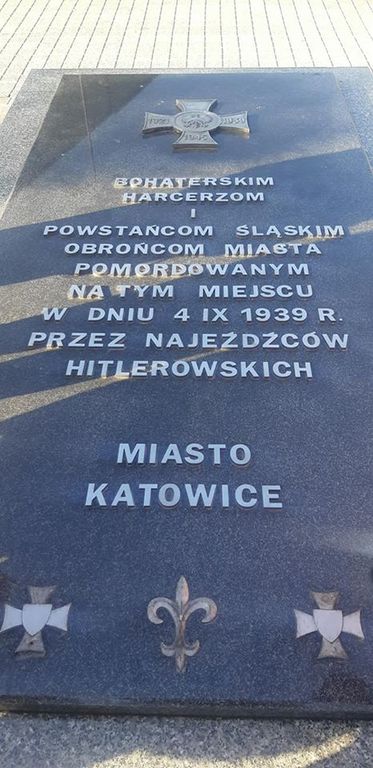 BOHATERSKIM
HARCERZOM
I
POWSTAŃCOM ŚLĄSKIM
OBROŃCOM MIASTA
POMORDOWANYM
NA TYM MIEJSCU
W DNIU 4 IX 1939 R.
PRZEZ NAJEŹDŹCÓW
HITLEROWSKICH
MIASTO
KATOWICE